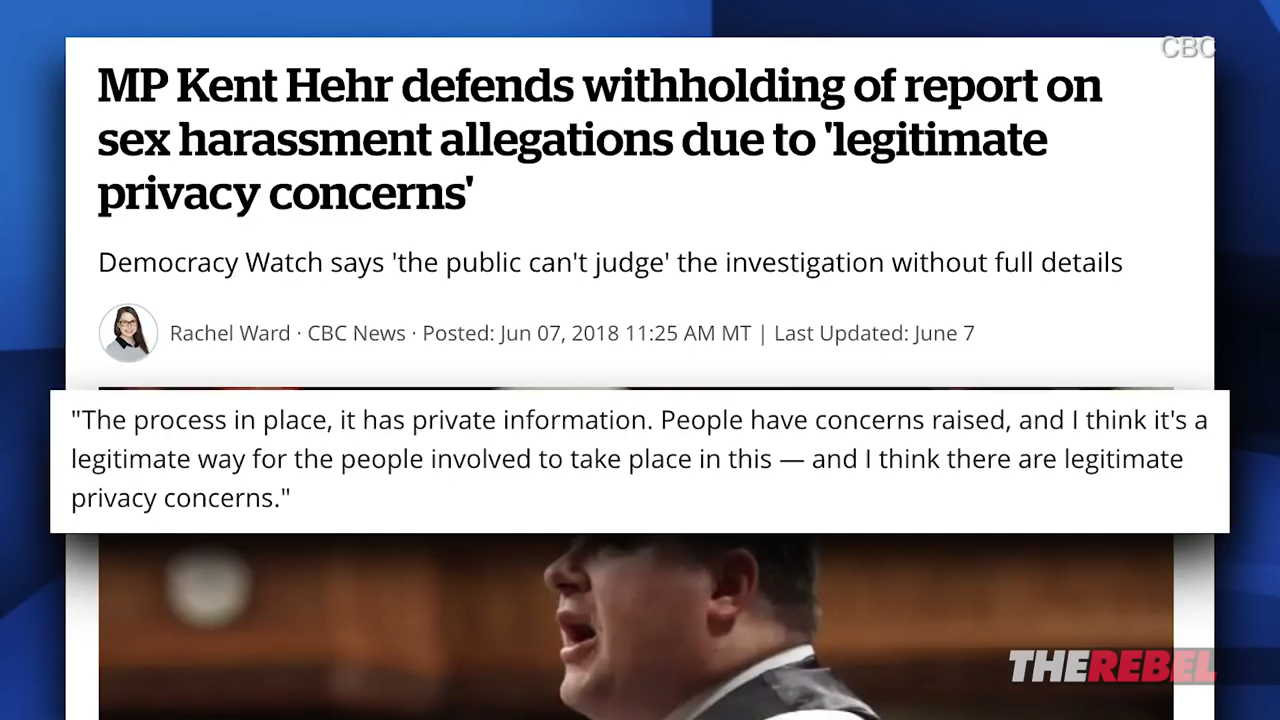 CBC
MP Kent Hehr defends withholding of report on
sex harassment allegations due to 'legitimate
privacy concerns'
Democracy Watch says 'the public can't judge' the investigation without full details
Rachel Ward · CBC News · Posted: Jun 07, 2018 11:25 AM MT | Last Updated: June 7
"The process in place, it has private information. People have concerns raised, and I think it's a
legitimate way for the people involved to take place in this — and I think there are legitimate
privacy concerns."
THE REBEL